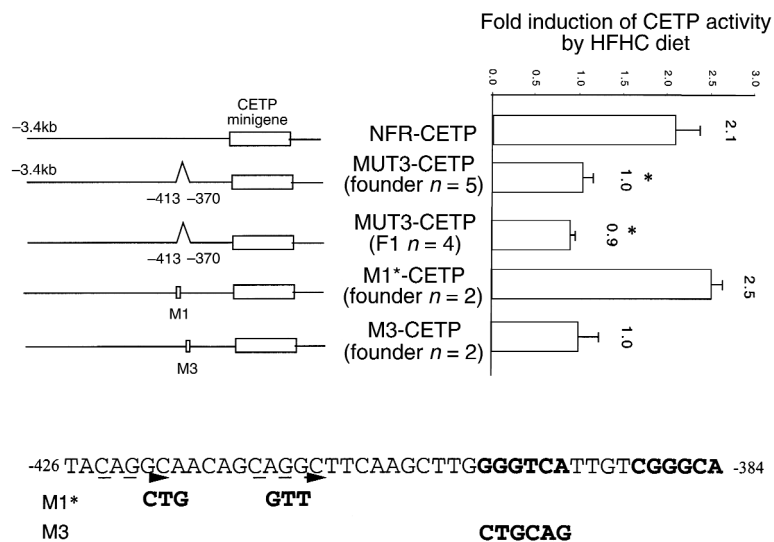 Fold induction of CETP activity
by HFHC diet
0.0 0.5 1.0 1.5 2.0 2.5 3.0
CETP
minigene
−3.4kb
NFR-CETP
2.1
−3.4kb
−413 −370
MUT3-CETP
(founder n = 5)
1.0 *
−413 −370
MUT3-CETP
(F1 n = 4)
0.9 *
M1
M1*-CETP
(founder n = 2)
2.5
M3
M3-CETP
(founder n = 2)
1.0
-426 TACAGGCAACAGCAGGCTTCAAGCTTGGGGTCATTGTCGGGCA -384
M1* CTG GTT
M3 CTGCAG